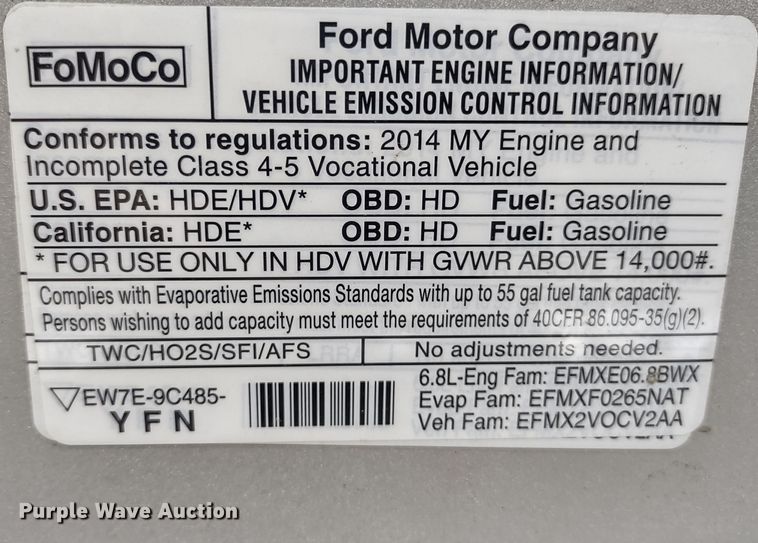 FoMoCo
Ford Motor Company
IMPORTANT ENGINE INFORMATION/
VEHICLE EMISSION CONTROL INFORMATION
Conforms to regulations: 2014 MY Engine and
Incomplete Class 4-5 Vocational Vehicle
U.S. EPA: HDE/HDV* OBD: HD Fuel: Gasoline
California: HDE* OBD: HD Fuel: Gasoline
* FOR USE ONLY IN HDV WITH GVWR ABOVE 14,000#.
Complies with Evaporative Emissions Standards with up to 55 gal fuel tank capacity.
Persons wishing to add capacity must meet the requirements of 40CFR 86.095-35(g)(2).
TWC/HO2S/SFI/AFS No adjustments needed.
EW7E-9C485-
YFN
6.8L-Eng Fam: EFMXE06.8BWX
Evap Fam: EFMXF0265NAT
Veh Fam: EFMX2VOCV2AA
Purple Wave Auction